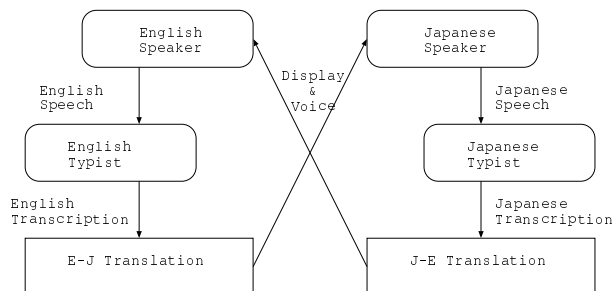 English
Speaker
Japanese
Speaker
Display
&
Voice
English
Speech
Japanese
Speech
English
Typist
Japanese
Typist
English
Transcription
Japanese
Transcription
E-J Translation
J-E Translation